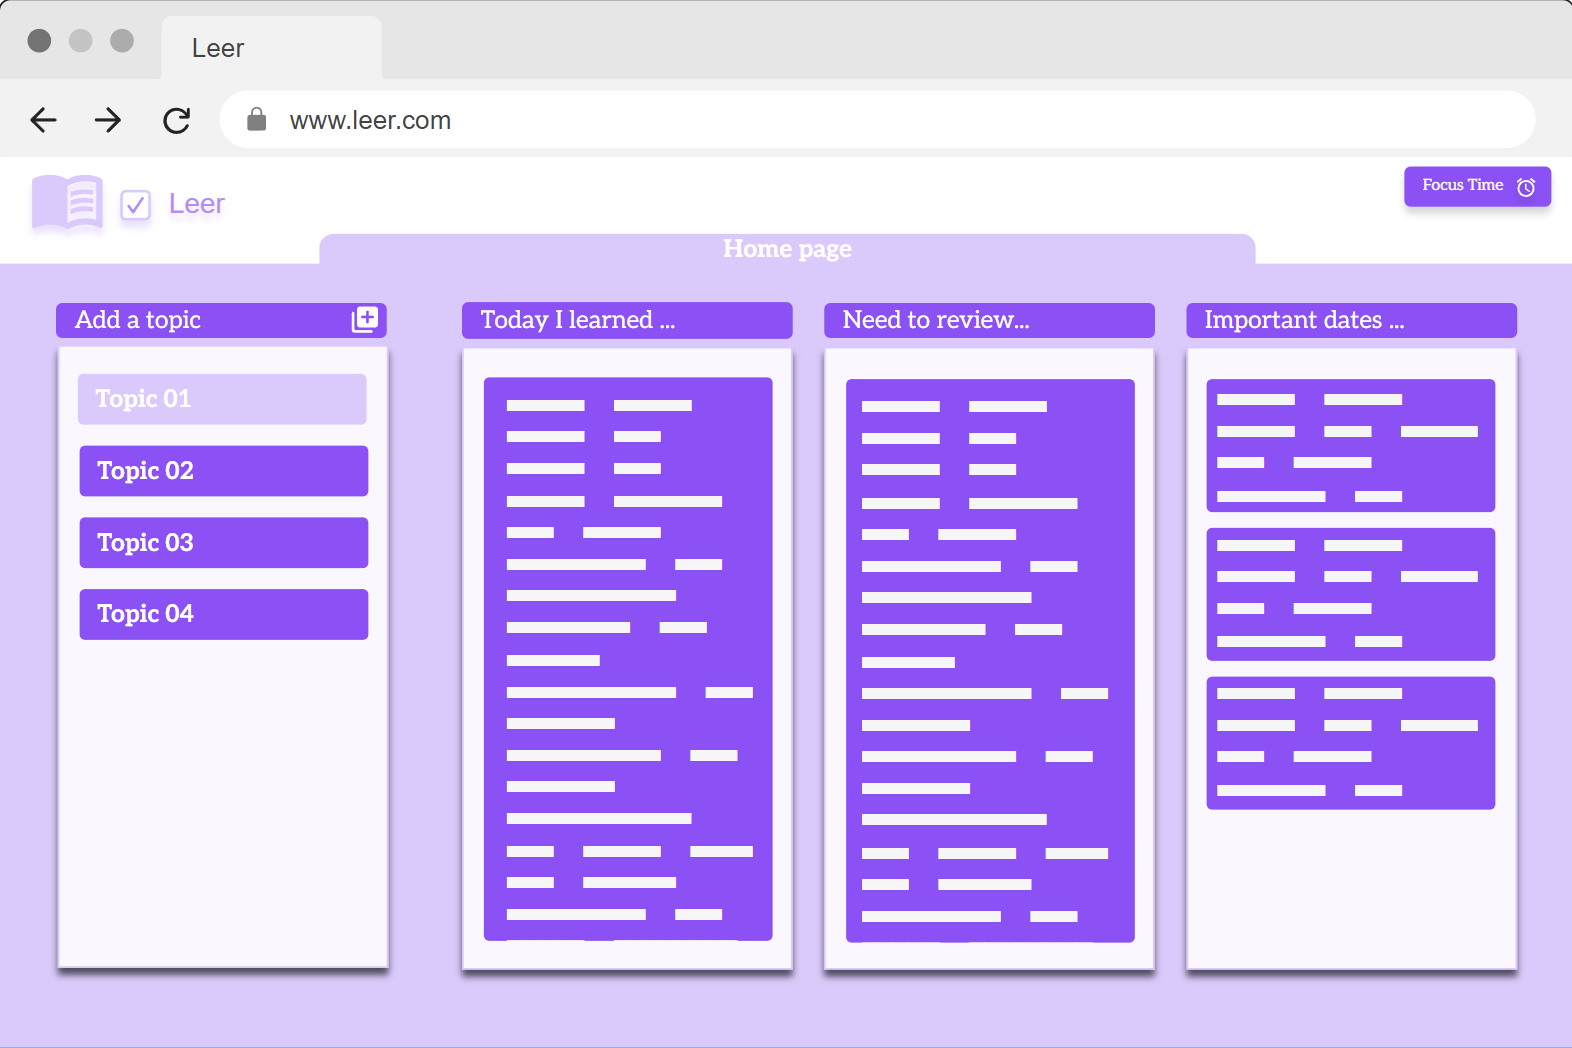 Leer
www.leer.com
Leer
Focus Time
Home page
Add a topic
Today I learned ...
Need to review...
Important dates ...
Topic 01
Topic 02
Topic 03
Topic 04